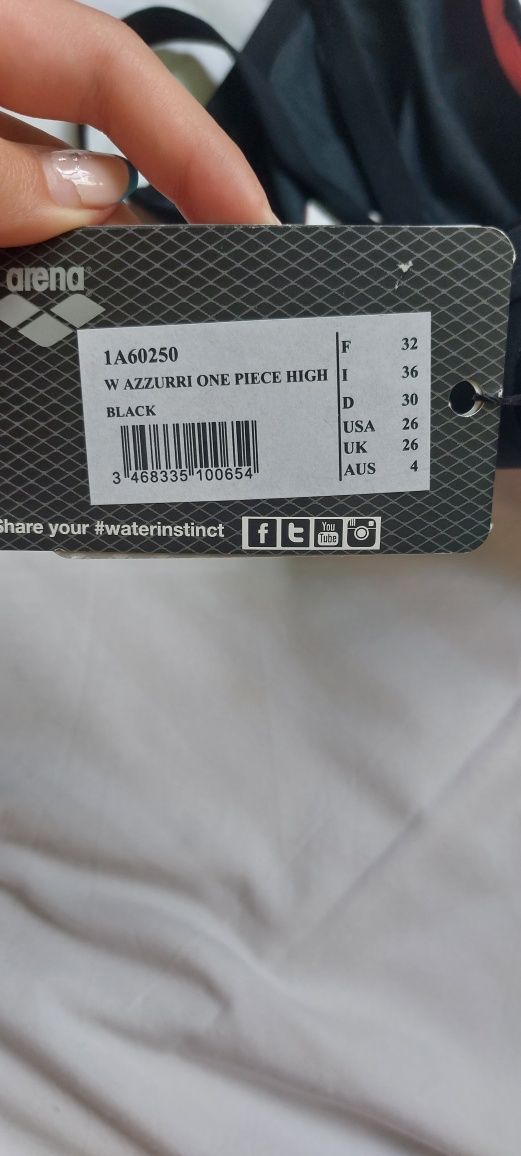 arena®
1A60250
W AZZURRI ONE PIECE HIGH
BLACK
3 468335 100654
F 32
I 36
D 30
USA 26
UK 26
AUS 4
Share your #waterinstinct
f t You Tube